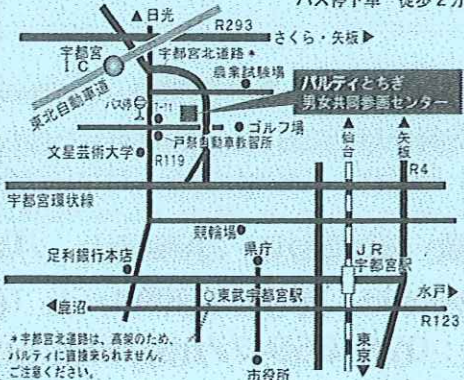 バス停下車 徒歩2分
▲日光
R293
さくら・矢板▶
宇都宮
I.C
宇都宮北道路*
農業試験場
東北自動車道
パルティとちぎ
男女共同参画センター
バス停
7-11
ゴルフ場
戸祭自動車教習所
文星芸術大学
R119
▲仙台
▲矢板
R4
宇都宮環状線
競輪場
県庁
足利銀行本店
JR
宇都宮駅
東武宇都宮駅
水戸▶
◀鹿沼
R123
*宇都宮北道路は、高架のため、
パルティに直接来られません。
ご注意ください。
市役所
東京▼